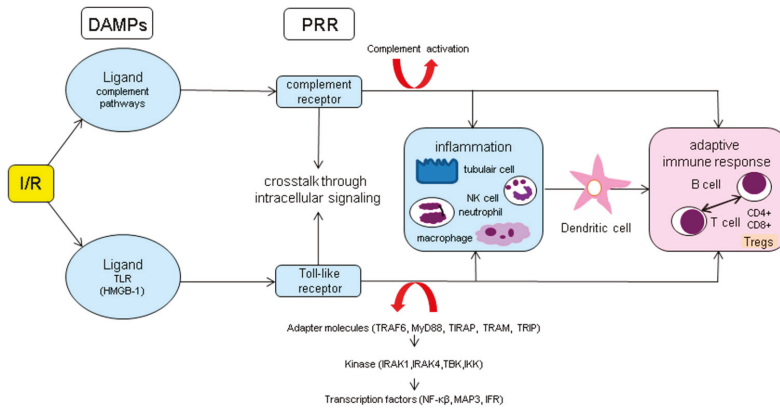 DAMPs
PRR
Complement activation
Ligand
complement
pathways
complement
receptor
I/R
crosstalk through
intracellular signaling
inflammation
tubulair cell
NK cell
neutrophil
macrophage
Dendritic cell
adaptive
immune response
B cell
T cell
CD4+
CD8+
Tregs
Ligand
TLR
(HMGB-1)
Toll-like
receptor
Adapter molecules (TRAF6, MyD88, TIRAP, TRAM, TRIP)
Kinase (IRAK1,IRAK4,TBK,IKK)
Transcription factors (NF-κβ, MAP3, IFR)